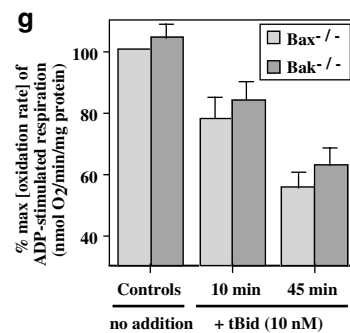 g
% max [oxidation rate] of
ADP-stimulated respiration
(nmol O2/min/mg protein)
100
80
60
40
Bax-/-
Bak-/-
Controls 10 min 45 min
no addition + tBid (10 nM)